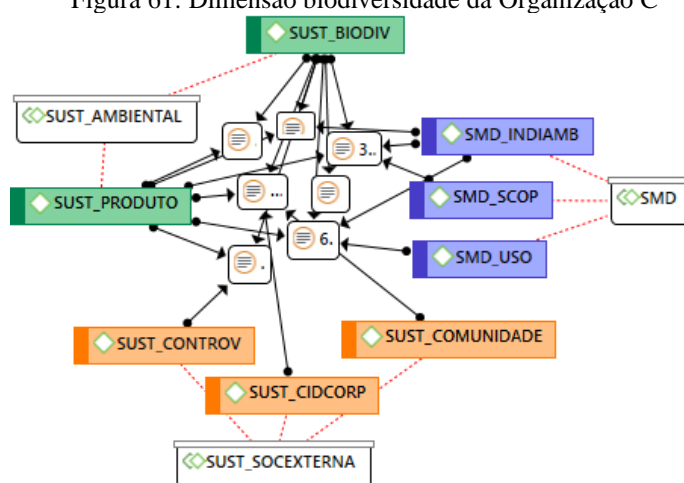 Figura 61: Dimensão biodiversidade da Organização C
SUST_BIODIV
SUST_AMBIENTAL
SMD_INDIAMB
3..
...
SUST_PRODUTO
SMD_SCOP
SMD
6.
.
SMD_USO
SUST_CONTROV
SUST_COMUNIDADE
SUST_CIDCORP
SUST_SOCEXTERNA